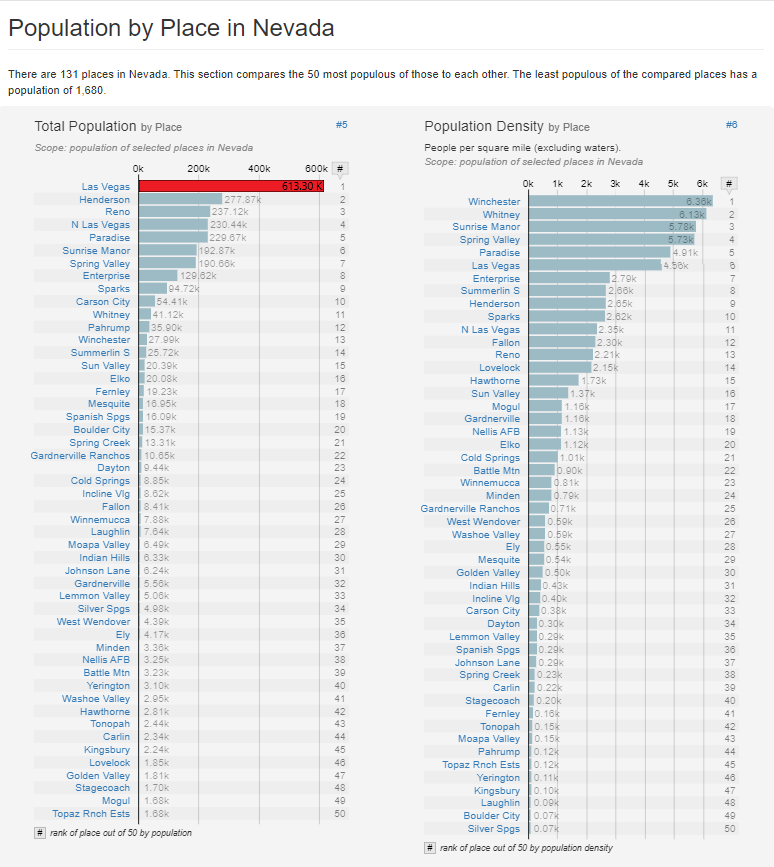 Population by Place in Nevada
There are 131 places in Nevada. This section compares the 50 most populous of those to each other. The least populous of the compared places has a
population of 1,680.
Total Population by Place #5
Scope: population of selected places in Nevada
0k 200k 400k 600k #
Las Vegas 613.30 K 1
Henderson 277.87k 2
Reno 237.12k 3
N Las Vegas 230.44k 4
Paradise 229.67k 5
Sunrise Manor 192.87k 6
Spring Valley 190.66k 7
Enterprise 129.62k 8
Sparks 94.72k 9
Carson City 54.41k 10
Whitney 41.12k 11
Pahrump 35.90k 12
Winchester 27.99k 13
Summerlin S 25.72k 14
Sun Valley 20.39k 15
Elko 20.08k 16
Fernley 19.23k 17
Mesquite 16.95k 18
Spanish Spgs 16.09k 19
Boulder City 15.37k 20
Spring Creek 13.31k 21
Gardnerville Ranchos 10.65k 22
Dayton 9.44k 23
Cold Springs 8.85k 24
Incline Vlg 8.62k 25
Fallon 8.41k 26
Winnemucca 7.88k 27
Laughlin 7.64k 28
Moapa Valley 6.49k 29
Indian Hills 6.33k 30
Johnson Lane 6.24k 31
Gardnerville 5.56k 32
Lemmon Valley 5.06k 33
Silver Spgs 4.98k 34
West Wendover 4.39k 35
Ely 4.17k 36
Minden 3.36k 37
Nellis AFB 3.25k 38
Battle Mtn 3.23k 39
Yerington 3.10k 40
Washoe Valley 2.95k 41
Hawthorne 2.81k 42
Tonopah 2.44k 43
Carlin 2.34k 44
Kingsbury 2.24k 45
Lovelock 1.85k 46
Golden Valley 1.81k 47
Stagecoach 1.70k 48
Mogul 1.68k 49
Topaz Rnch Ests 1.68k 50
# rank of place out of 50 by population
Population Density by Place #6
People per square mile (excluding waters).
Scope: population of selected places in Nevada
0k 1k 2k 3k 4k 5k 6k #
Winchester 6.36k 1
Whitney 6.13k 2
Sunrise Manor 5.78k 3
Spring Valley 5.73k 4
Paradise 4.91k 5
Las Vegas 4.56k 6
Enterprise 2.79k 7
Summerlin S 2.66k 8
Henderson 2.65k 9
Sparks 2.62k 10
N Las Vegas 2.35k 11
Fallon 2.30k 12
Reno 2.21k 13
Lovelock 2.15k 14
Hawthorne 1.73k 15
Sun Valley 1.37k 16
Mogul 1.16k 17
Gardnerville 1.16k 18
Nellis AFB 1.13k 19
Elko 1.12k 20
Cold Springs 1.01k 21
Battle Mtn 0.90k 22
Winnemucca 0.81k 23
Minden 0.79k 24
Gardnerville Ranchos 0.71k 25
West Wendover 0.59k 26
Washoe Valley 0.59k 27
Ely 0.55k 28
Mesquite 0.54k 29
Golden Valley 0.50k 30
Indian Hills 0.43k 31
Incline Vlg 0.40k 32
Carson City 0.38k 33
Dayton 0.30k 34
Lemmon Valley 0.29k 35
Spanish Spgs 0.29k 36
Johnson Lane 0.29k 37
Spring Creek 0.23k 38
Carlin 0.22k 39
Stagecoach 0.20k 40
Fernley 0.16k 41
Tonopah 0.15k 42
Moapa Valley 0.15k 43
Pahrump 0.12k 44
Topaz Rnch Ests 0.12k 45
Yerington 0.11k 46
Kingsbury 0.10k 47
Laughlin 0.09k 48
Boulder City 0.07k 49
Silver Spgs 0.07k 50
# rank of place out of 50 by population density